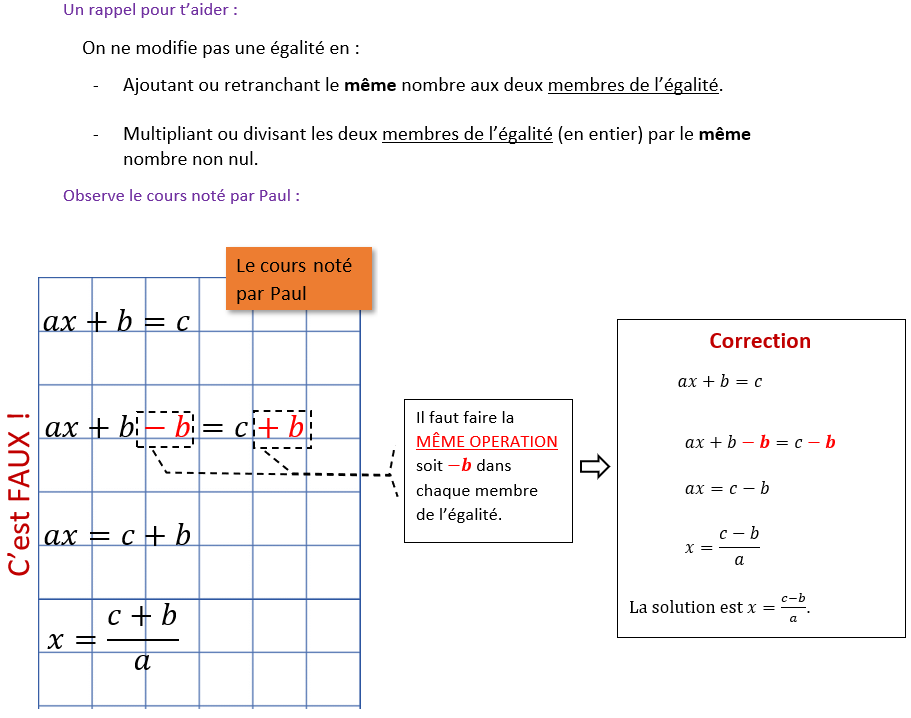 Un rappel pour t’aider :
On ne modifie pas une égalité en :
- Ajoutant ou retranchant le même nombre aux deux membres de l’égalité.
- Multipliant ou divisant les deux membres de l’égalité (en entier) par le même
nombre non nul.
Observe le cours noté par Paul :
Le cours noté
par Paul
C’est FAUX !
ax + b = c
ax + b − b = c + b
ax = c + b
x = (c + b)/a
Il faut faire la
MÊME OPERATION
soit −b dans
chaque membre
de l’égalité.
Correction
ax + b = c
ax + b − b = c − b
ax = c − b
x = (c − b)/a
La solution est x = (c−b)/a.